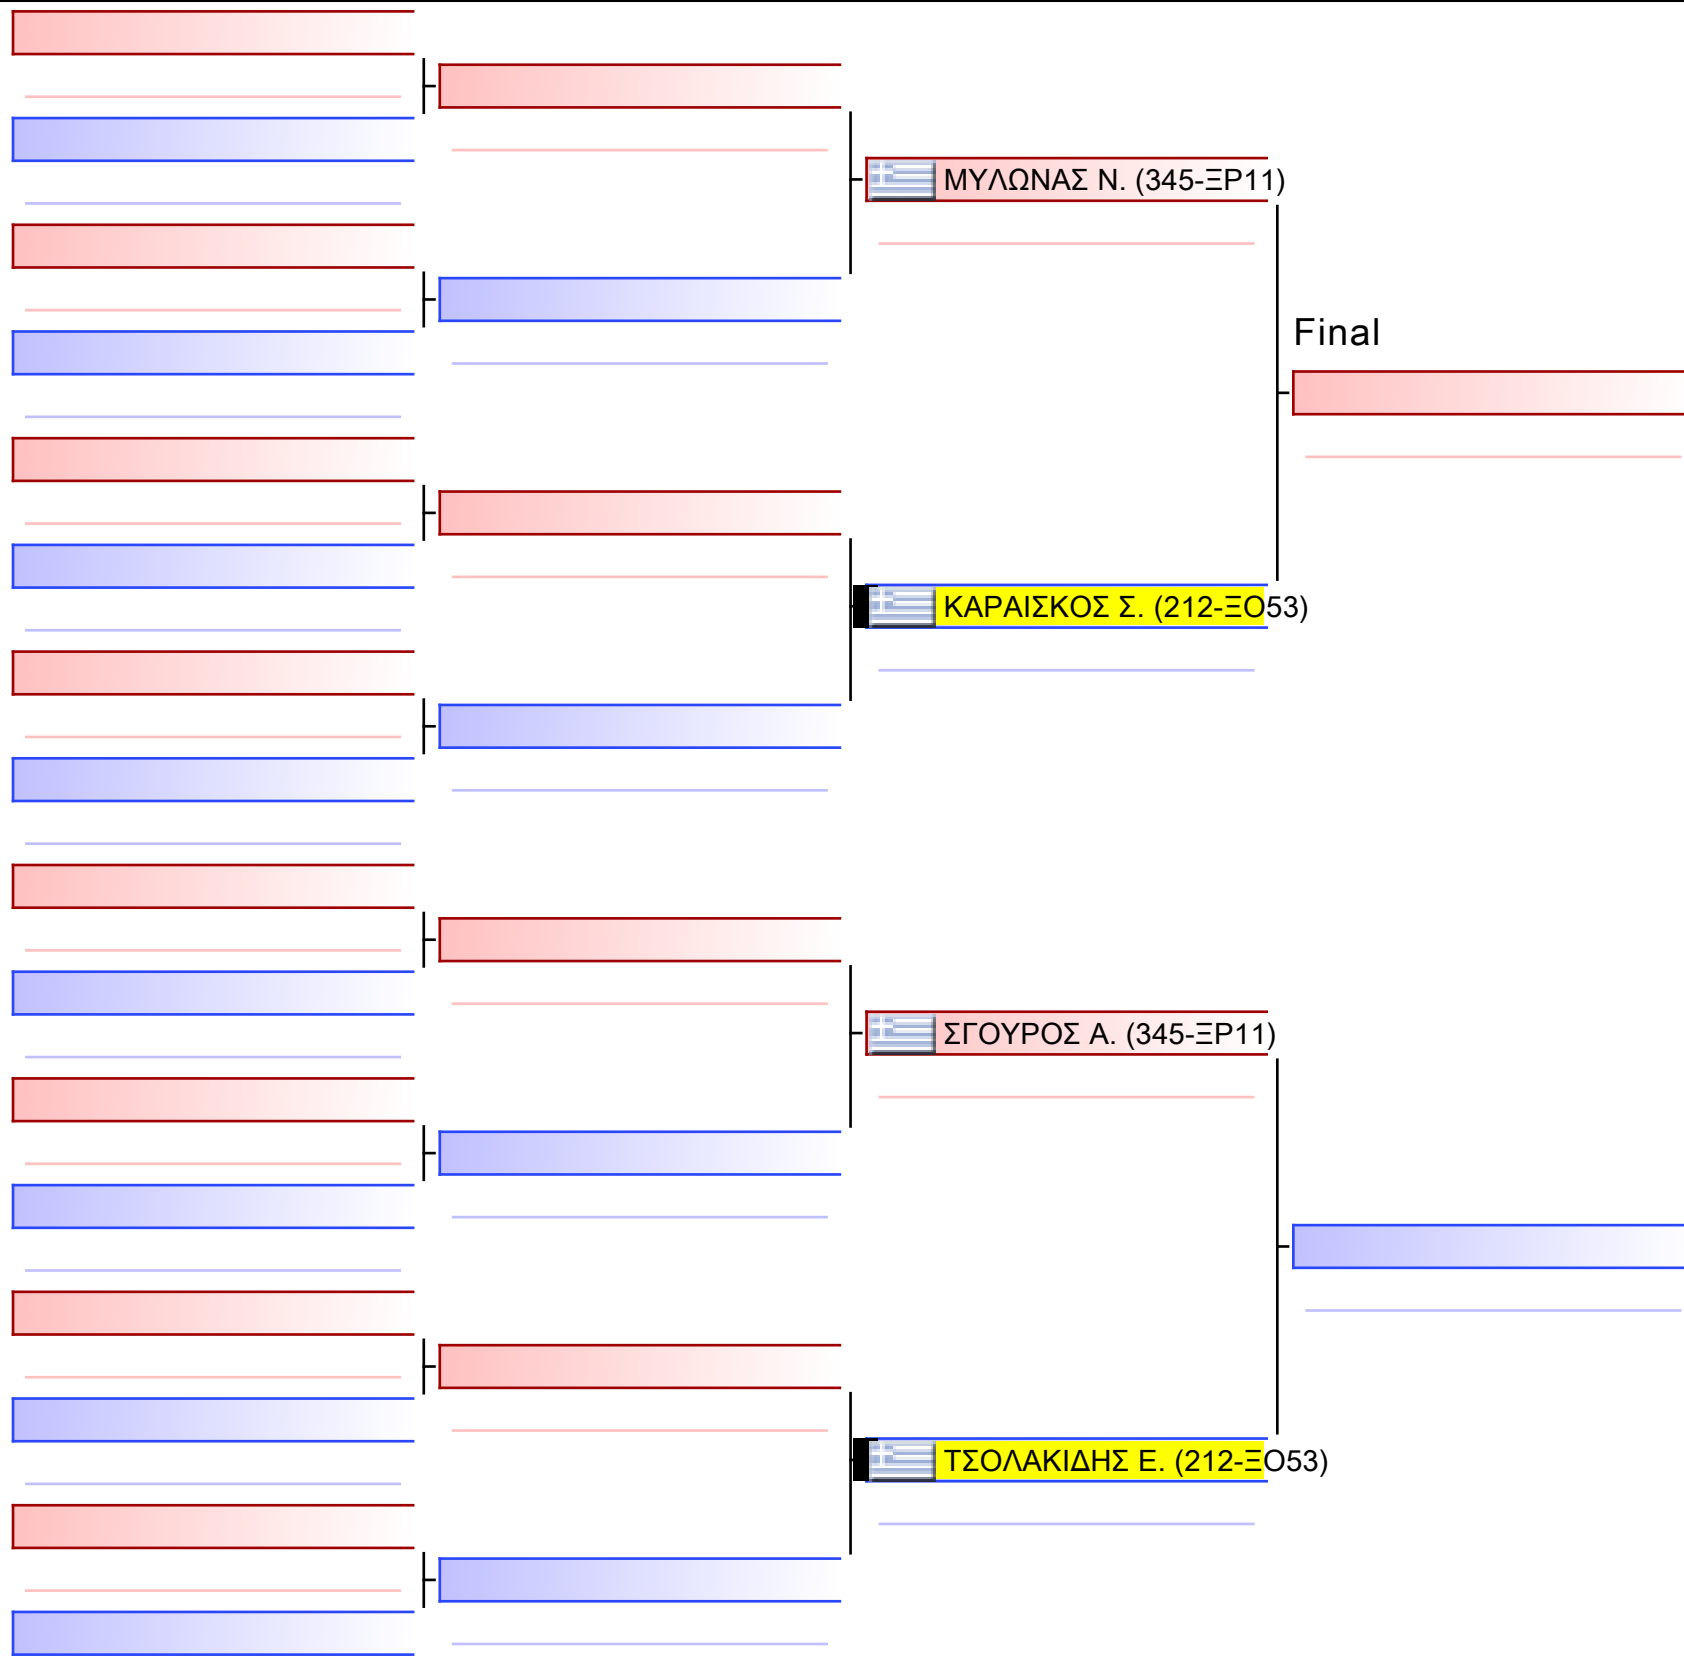 ΜΥΛΩΝΑΣ Ν. (345-ΞΡ11)
Final
ΚΑΡΑΙΣΚΟΣ Σ. (212-ΞΟ53)
ΣΓΟΥΡΟΣ Α. (345-ΞΡ11)
ΤΣΟΛΑΚΙΔΗΣ Ε. (212-ΞΟ53)